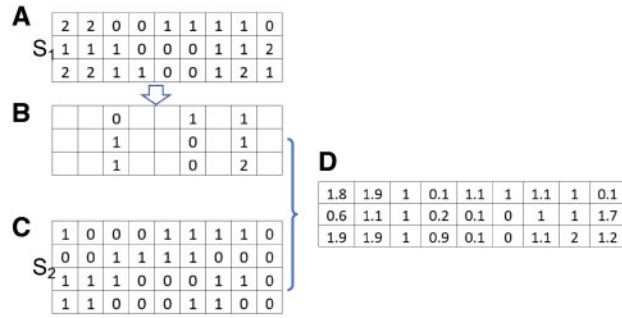 A
2 2 0 0 1 1 1 1 0
S1 1 1 1 0 0 0 1 1 2
2 2 1 1 0 0 1 2 1
B
0 1 1
1 0 1
1 0 2
C
1 0 0 0 1 1 1 1 0
0 0 1 1 1 1 0 0 0
S2 1 1 1 0 0 0 1 1 0
1 1 0 0 0 1 1 0 0
D
1.8 1.9 1 0.1 1.1 1 1.1 1 0.1
0.6 1.1 1 0.2 0.1 0 1 1 1.7
1.9 1.9 1 0.9 0.1 0 1.1 2 1.2